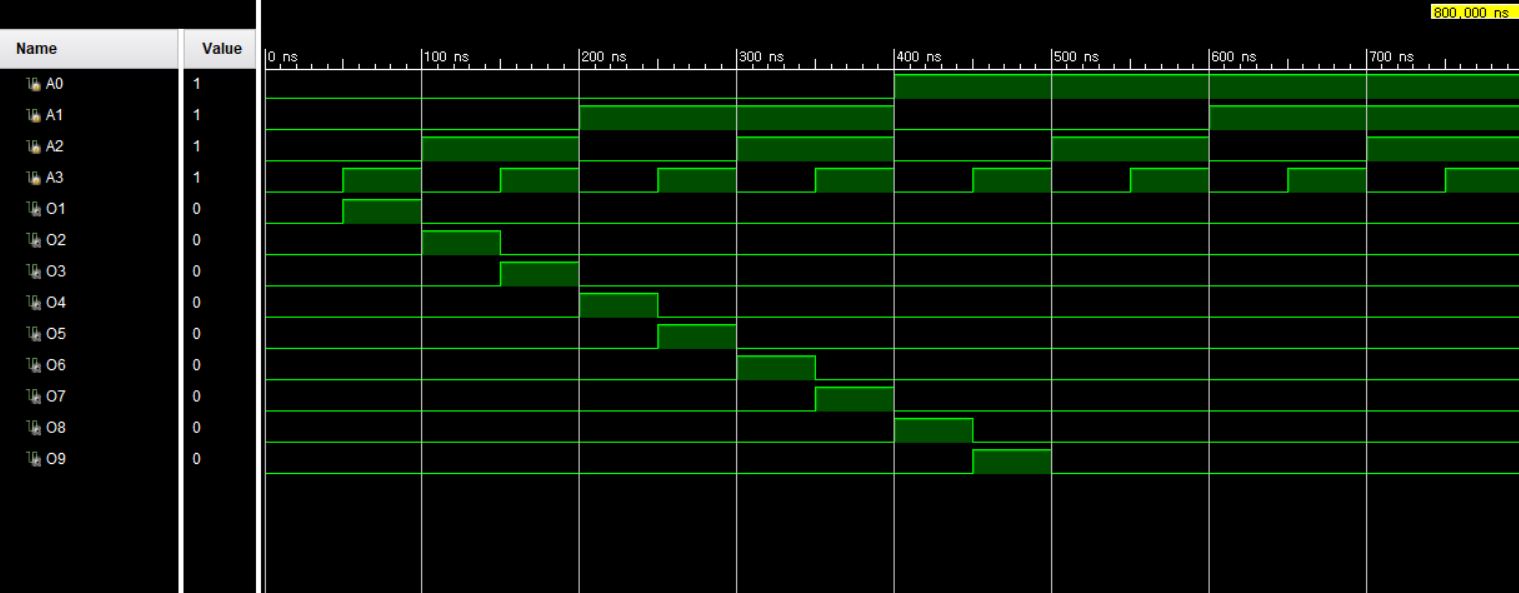 800,000 ns
Name Value
0 ns 100 ns 200 ns 300 ns 400 ns 500 ns 600 ns 700 ns
A0 1
A1 1
A2 1
A3 1
O1 0
O2 0
O3 0
O4 0
O5 0
O6 0
O7 0
O8 0
O9 0